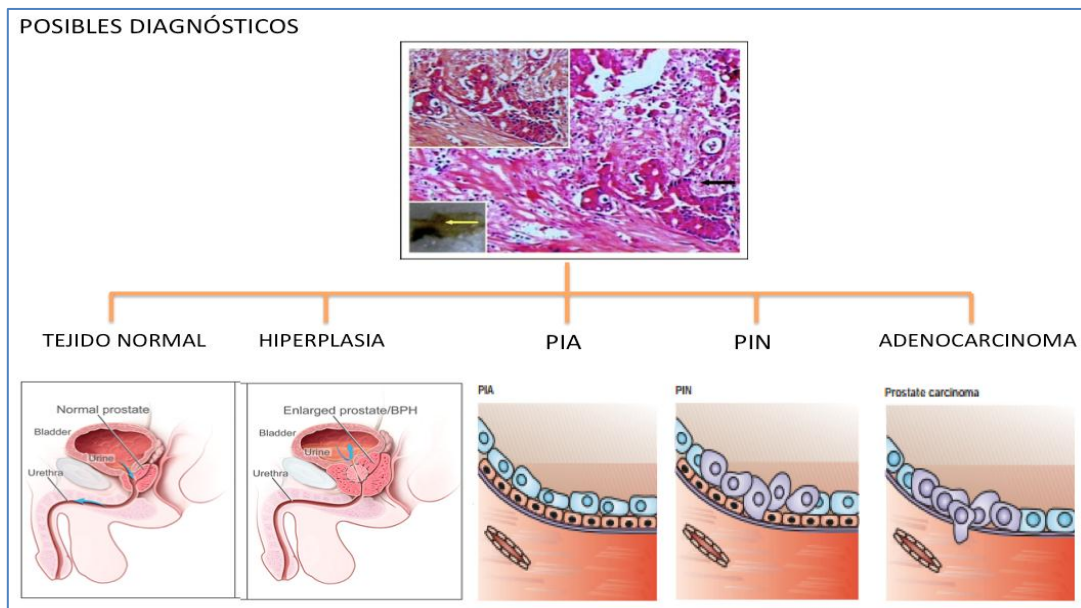 POSIBLES DIAGNÓSTICOS
TEJIDO NORMAL
HIPERPLASIA
PIA
PIN
ADENOCARCINOMA
Normal prostate
Bladder
Urine
Urethra
Enlarged prostate/BPH
Bladder
Urine
Urethra
PIA
PIN
Prostate carcinoma